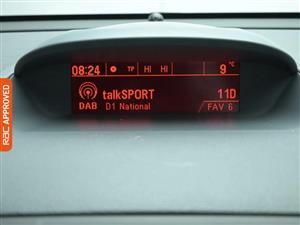 08:24 TP HI HI 9 °C
talkSPORT 11D
DAB D1 National FAV 6
RAC APPROVED